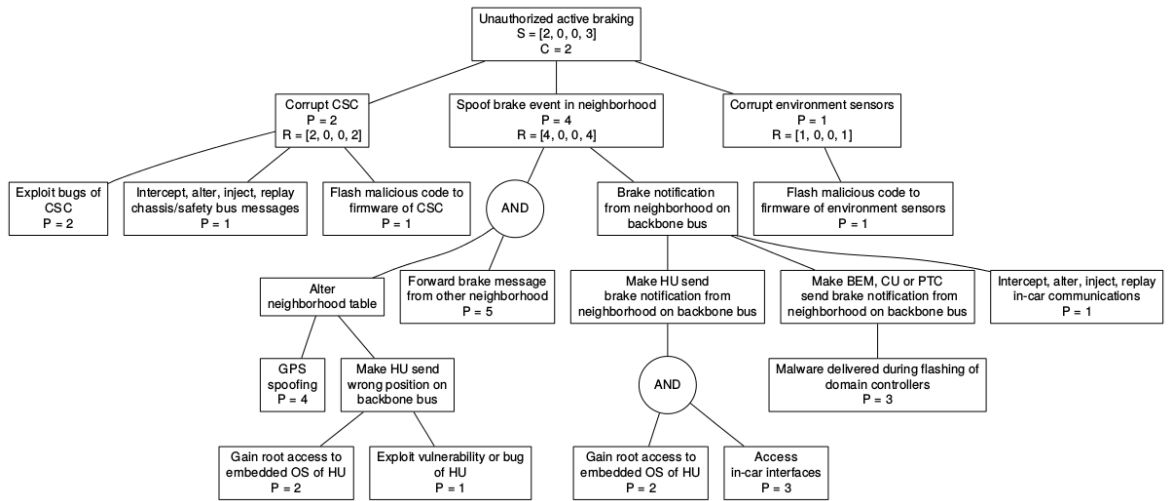 Unauthorized active braking
S = [2, 0, 0, 3]
C = 2
Corrupt CSC
P = 2
R = [2, 0, 0, 2]
Spoof brake event in neighborhood
P = 4
R = [4, 0, 0, 4]
Corrupt environment sensors
P = 1
R = [1, 0, 0, 1]
Exploit bugs of
CSC
P = 2
Intercept, alter, inject, replay
chassis/safety bus messages
P = 1
Flash malicious code to
firmware of CSC
P = 1
AND
Brake notification
from neighborhood on
backbone bus
Flash malicious code to
firmware of environment sensors
P = 1
Alter
neighborhood table
Forward brake message
from other neighborhood
P = 5
Make HU send
brake notification from
neighborhood on backbone bus
Make BEM, CU or PTC
send brake notification from
neighborhood on backbone bus
Intercept, alter, inject, replay
in-car communications
P = 1
GPS
spoofing
P = 4
Make HU send
wrong position on
backbone bus
AND
Malware delivered during flashing of
domain controllers
P = 3
Gain root access to
embedded OS of HU
P = 2
Exploit vulnerability or bug
of HU
P = 1
Gain root access to
embedded OS of HU
P = 2
Access
in-car interfaces
P = 3